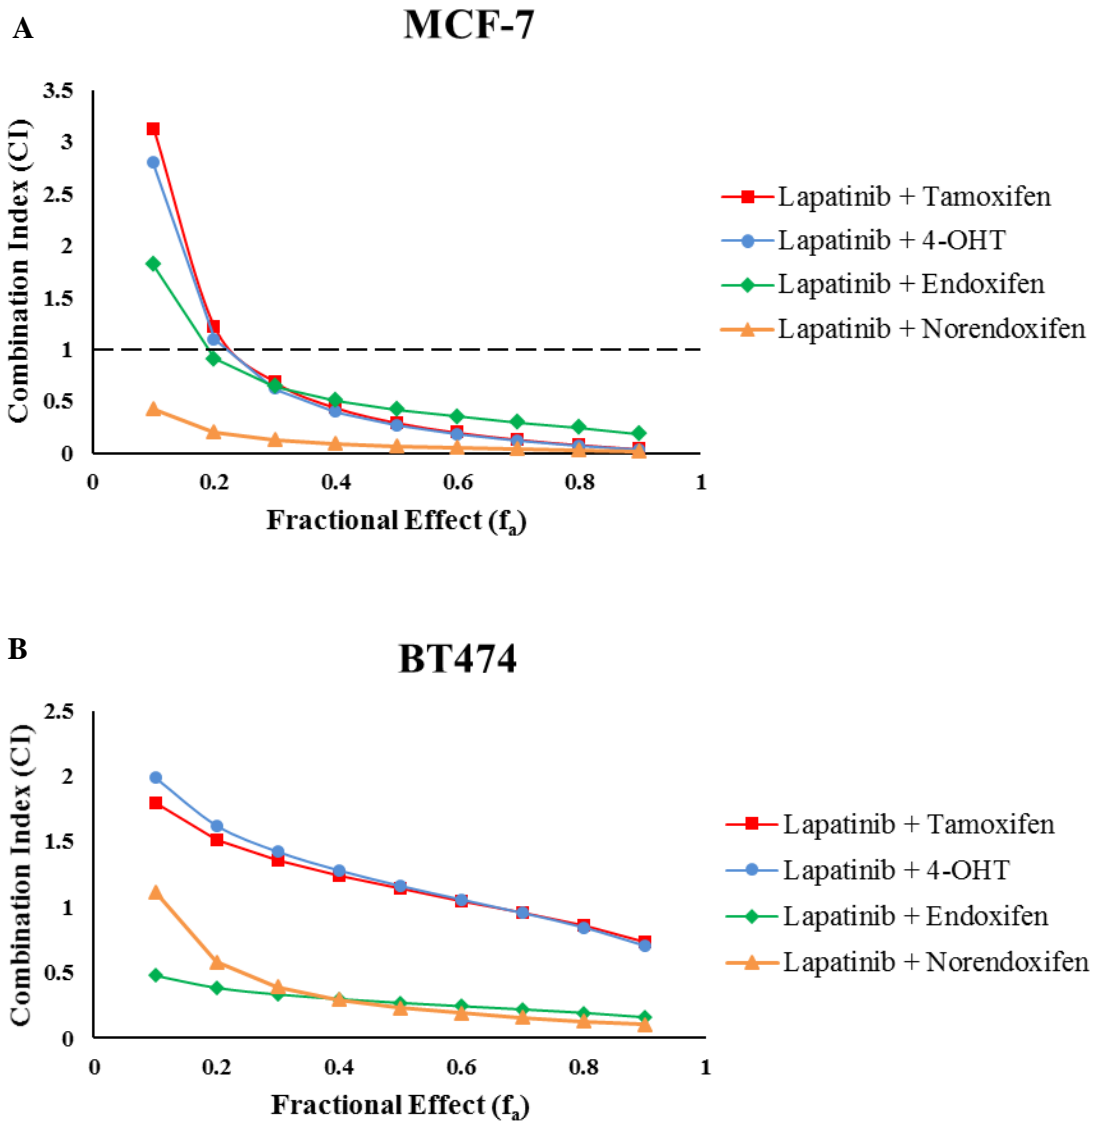 A
MCF-7
Combination Index (CI)
3.5
3
2.5
2
1.5
1
0.5
0
0 0.2 0.4 0.6 0.8 1
Fractional Effect (fa)
Lapatinib + Tamoxifen
Lapatinib + 4-OHT
Lapatinib + Endoxifen
Lapatinib + Norendoxifen
B
BT474
Combination Index (CI)
2.5
2
1.5
1
0.5
0
0 0.2 0.4 0.6 0.8 1
Fractional Effect (fa)
Lapatinib + Tamoxifen
Lapatinib + 4-OHT
Lapatinib + Endoxifen
Lapatinib + Norendoxifen